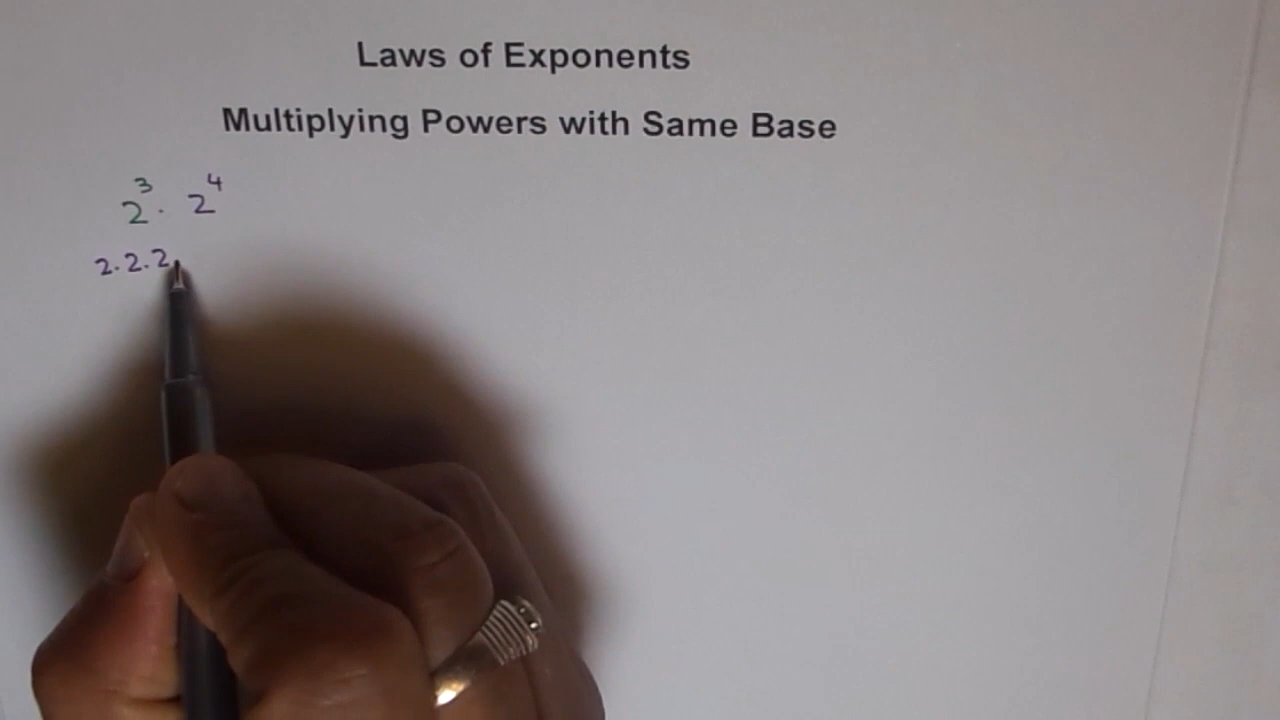 Laws of Exponents
Multiplying Powers with Same Base
2³ · 2⁴
2.2.2.